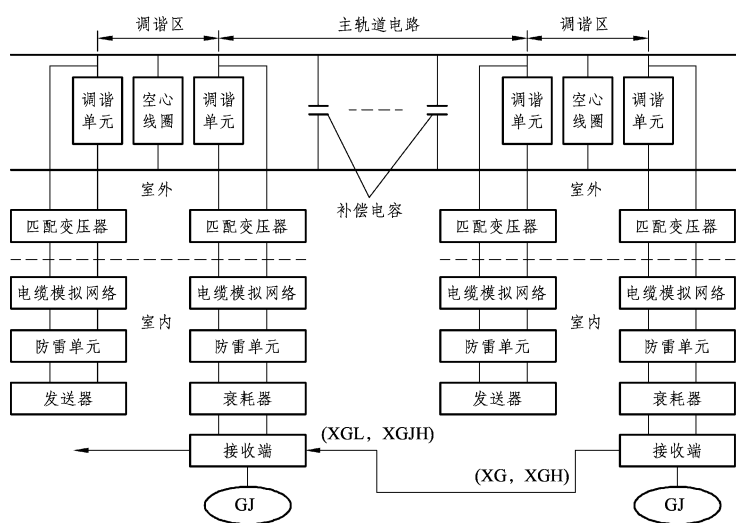 调谐区
主轨道电路
调谐区
调谐
单元
空心
线圈
调谐
单元
调谐
单元
空心
线圈
调谐
单元
室外
补偿电容
室外
匹配变压器
匹配变压器
匹配变压器
匹配变压器
电缆模拟网络
电缆模拟网络
电缆模拟网络
电缆模拟网络
室内
室内
防雷单元
防雷单元
防雷单元
防雷单元
发送器
衰耗器
发送器
衰耗器
接收端
(XGL，XGJH)
(XG，XGH)
接收端
GJ
GJ